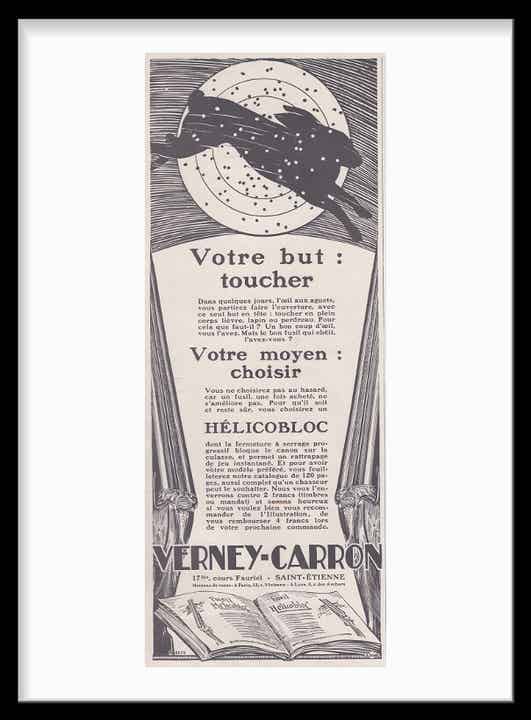 Votre but :
toucher
Dans quelques jours, l'œil aux aguets,
vous partirez faire l'ouverture, avec
ce seul but en tête : toucher en plein
corps lièvre, lapin ou perdreau. Pour
cela que faut-il ? Un bon coup d'œil,
vous l'avez. Mais le bon fusil qui obéit,
l'avez-vous ?
Votre moyen :
choisir
Vous ne choisirez pas au hasard,
car un fusil, une fois acheté, ne
s'améliore pas. Pour qu'il soit
et reste sûr, vous choisirez un
HÉLICOBLOC
dont la fermeture à serrage pro-
gressif bloque le canon sur la
culasse, et permet un rattrapage
de jeu instantané. Et pour avoir
votre modèle préféré, vous feuil-
leterez notre catalogue de 120 pa-
ges, aussi complet qu'un chasseur
peut le souhaiter. Nous vous l'en-
verrons contre 2 francs (timbres
ou mandat) et serons heureux
si vous voulez bien vous recom-
mander de l'Illustration, de
vous rembourser 4 francs lors
de votre prochaine commande.
VERNEY-CARRON
17 bis, cours Fauriel - SAINT-ÉTIENNE
Fusil
Hélicobloc
Fusil
Hélicobloc